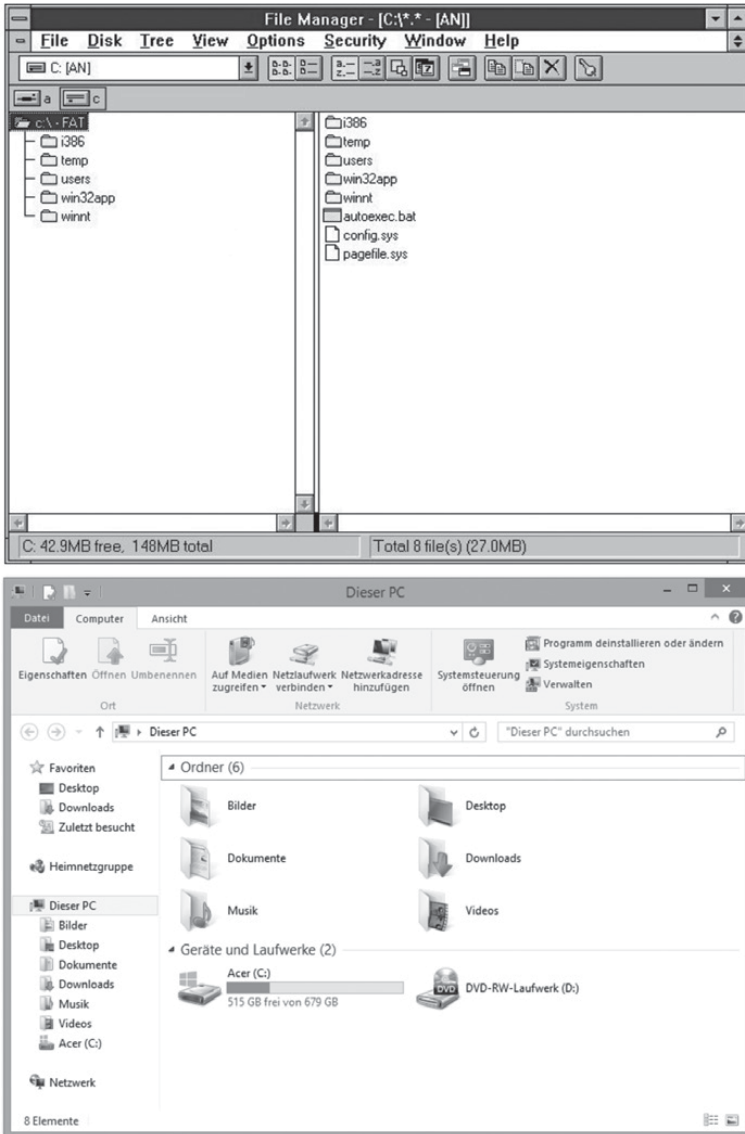 File Manager - [C:\*.* - [AN]]
File Disk Tree View Options Security Window Help
C: [AN]
a c
c:\ - FAT
i386
temp
users
win32app
winnt
i386
temp
users
win32app
winnt
autoexec.bat
config.sys
pagefile.sys
C: 42.9MB free, 148MB total
Total 8 file(s) (27.0MB)
Dieser PC
Datei Computer Ansicht
Eigenschaften Öffnen Umbenennen
Ort
Auf Medien zugreifen
Netzlaufwerk verbinden
Netzwerkadresse hinzufügen
Netzwerk
Systemsteuerung öffnen
Programm deinstallieren oder ändern
Systemeigenschaften
Verwalten
System
Dieser PC
"Dieser PC" durchsuchen
Favoriten
Desktop
Downloads
Zuletzt besucht
Heimnetzgruppe
Dieser PC
Bilder
Desktop
Dokumente
Downloads
Musik
Videos
Acer (C:)
Netzwerk
Ordner (6)
Bilder
Desktop
Dokumente
Downloads
Musik
Videos
Geräte und Laufwerke (2)
Acer (C:)
515 GB frei von 679 GB
DVD
DVD-RW-Laufwerk (D:)
8 Elemente